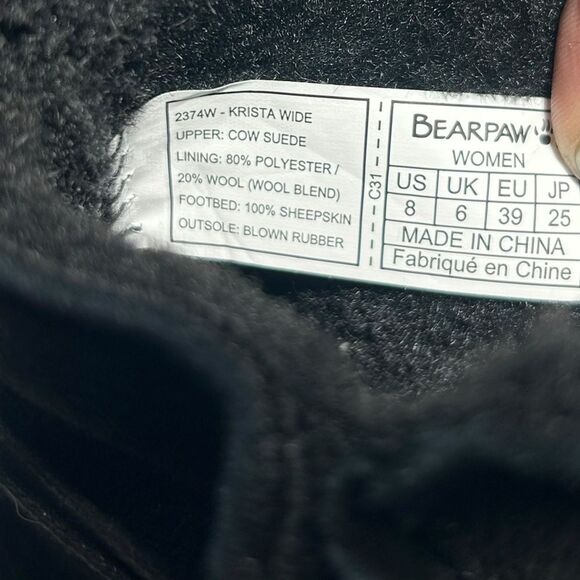 2374W - KRISTA WIDE
UPPER: COW SUEDE
LINING: 80% POLYESTER /
20% WOOL (WOOL BLEND)
FOOTBED: 100% SHEEPSKIN
OUTSOLE: BLOWN RUBBER
C31
BEARPAW
WOMEN
US UK EU JP
8 6 39 25
MADE IN CHINA
Fabriqué en Chine